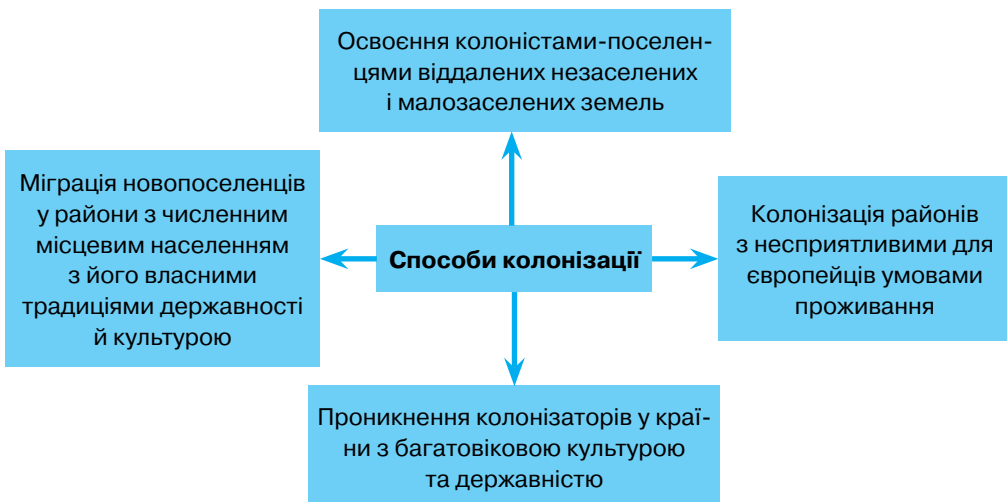 Освоєння колоністами-поселен-
цями віддалених незаселених
і малозаселених земель
Міграція новопоселенців
у райони з численним
місцевим населенням
з його власними
традиціями державності
й культурою
Способи колонізації
Колонізація районів
з несприятливими для
європейців умовами
проживання
Проникнення колонізаторів у краї-
ни з багатовіковою культурою
та державністю